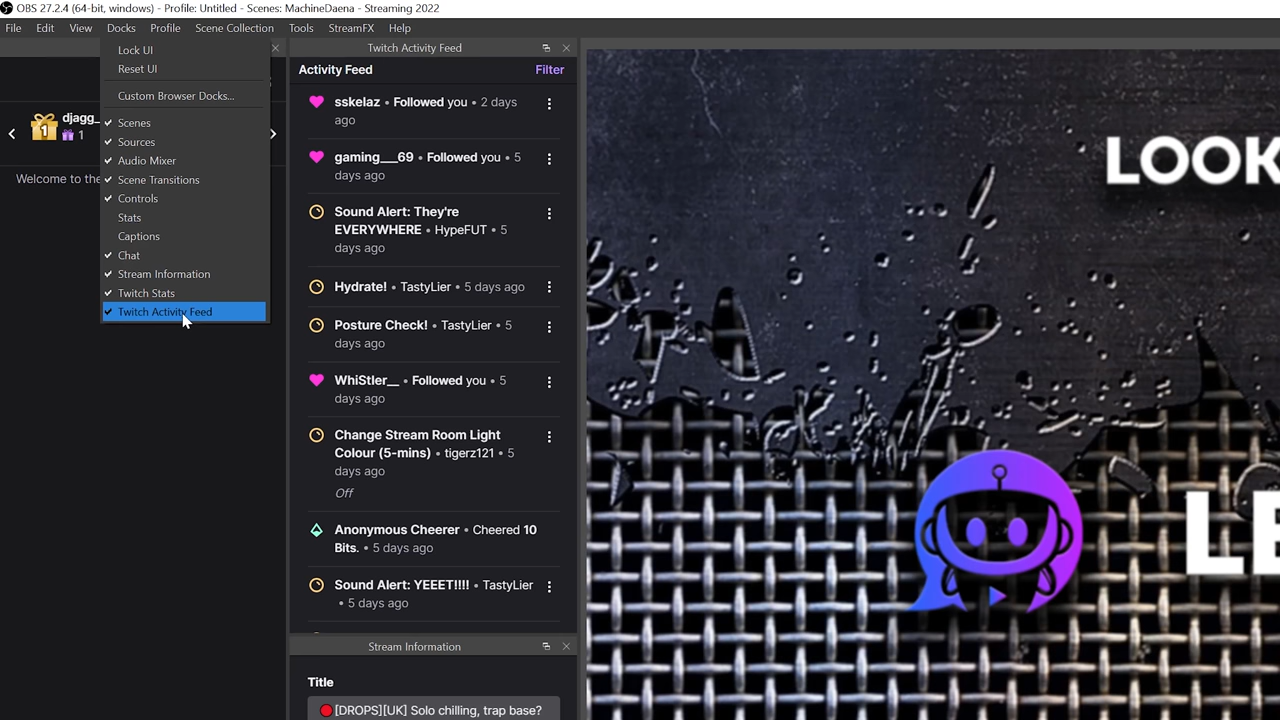 OBS 27.2.4 (64-bit, windows) - Profile: Untitled - Scenes: MachineDaena - Streaming 2022
File Edit View Docks Profile Scene Collection Tools StreamFX Help
Lock UI
Reset UI
Custom Browser Docks...
Scenes
Sources
Audio Mixer
Scene Transitions
Controls
Stats
Captions
Chat
Stream Information
Twitch Stats
Twitch Activity Feed
1
djagg_
1
Welcome to the
Twitch Activity Feed
Activity Feed
Filter
sskelaz • Followed you • 2 days
ago
gaming___69 • Followed you • 5
days ago
Sound Alert: They're
EVERYWHERE • HypeFUT • 5
days ago
Hydrate! • TastyLier • 5 days ago
Posture Check! • TastyLier • 5
days ago
WhiStler__ • Followed you • 5
days ago
Change Stream Room Light
Colour (5-mins) • tigerz121 • 5
days ago
Off
Anonymous Cheerer • Cheered 10
Bits. • 5 days ago
Sound Alert: YEEET!!!! • TastyLier
• 5 days ago
Stream Information
Title
[DROPS][UK] Solo chilling, trap base?
LOOK
LE